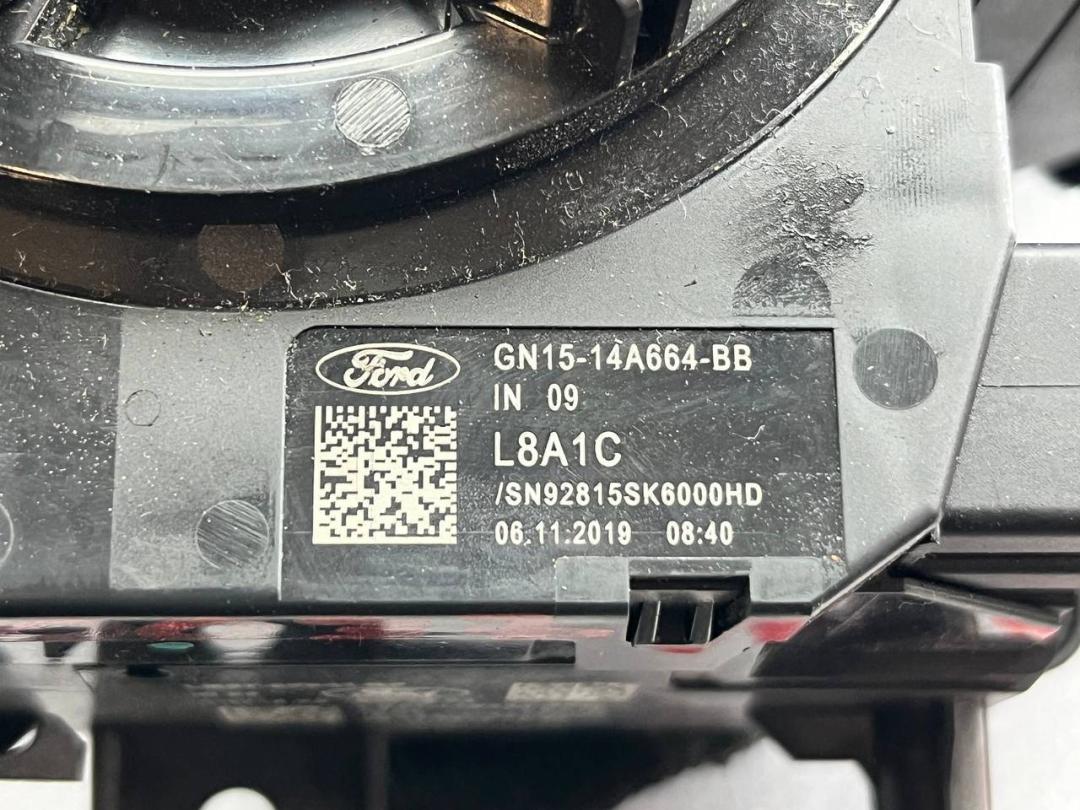 Ford
GN15-14A664-BB
IN 09
L8A1C
/SN92815SK6000HD
06.11.2019 08:40